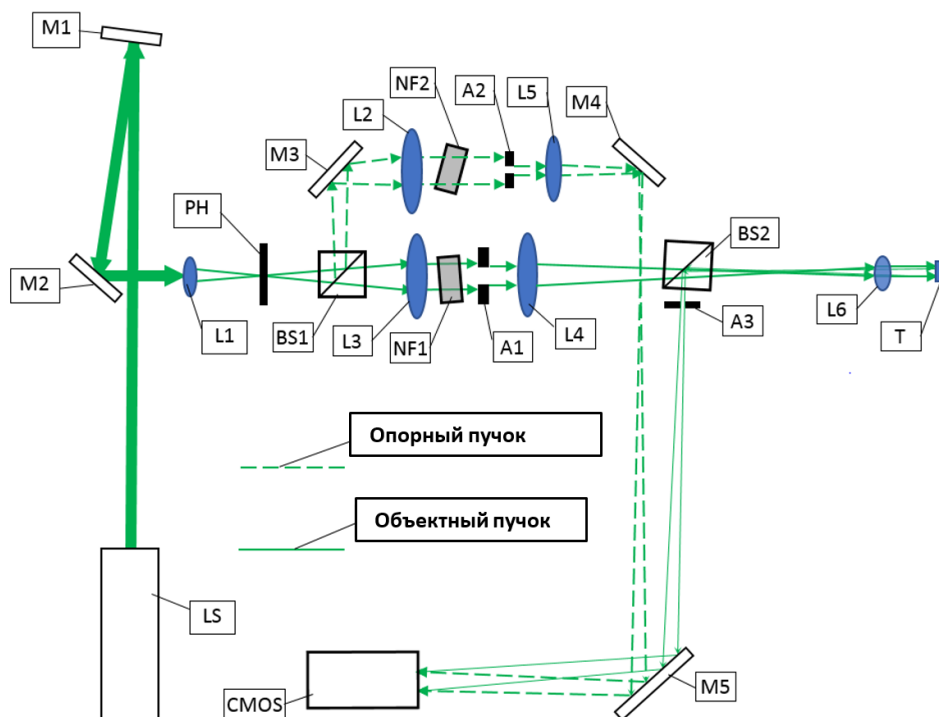 M1
NF2
A2
L5
M4
L2
M3
PH
BS2
M2
L1
BS1
L3
NF1
A1
L4
A3
L6
T
Опорный пучок
Объектный пучок
LS
CMOS
M5